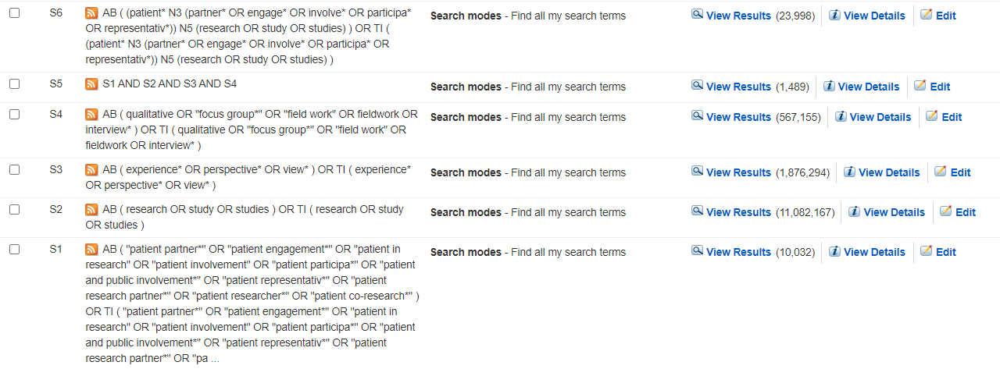 S6 AB ( (patient* N3 (partner* OR engage* OR involve* OR participa* Search modes - Find all my search terms View Results (23,998) View Details Edit
OR representativ*)) N5 (research OR study OR studies) ) OR TI (
(patient* N3 (partner* OR engage* OR involve* OR participa* OR
representativ*)) N5 (research OR study OR studies) )
S5 S1 AND S2 AND S3 AND S4 Search modes - Find all my search terms View Results (1,489) View Details Edit
S4 AB ( qualitative OR "focus group*" OR "field work" OR fieldwork OR Search modes - Find all my search terms View Results (567,155) View Details Edit
interview* ) OR TI ( qualitative OR "focus group*" OR "field work" OR
fieldwork OR interview* )
S3 AB ( experience* OR perspective* OR view* ) OR TI ( experience* Search modes - Find all my search terms View Results (1,876,294) View Details Edit
OR perspective* OR view* )
S2 AB ( research OR study OR studies ) OR TI ( research OR study Search modes - Find all my search terms View Results (11,082,167) View Details Edit
OR studies )
S1 AB ( "patient partner*" OR "patient engagement*" OR "patient in Search modes - Find all my search terms View Results (10,032) View Details Edit
research" OR "patient involvement" OR "patient participa*" OR "patient
and public involvement*" OR "patient representativ*" OR "patient
research partner*" OR "patient researcher*" OR "patient co-research*" )
OR TI ( "patient partner*" OR "patient engagement*" OR "patient in
research" OR "patient involvement" OR "patient participa*" OR "patient
and public involvement*" OR "patient representativ*" OR "patient
research partner*" OR "pa ...